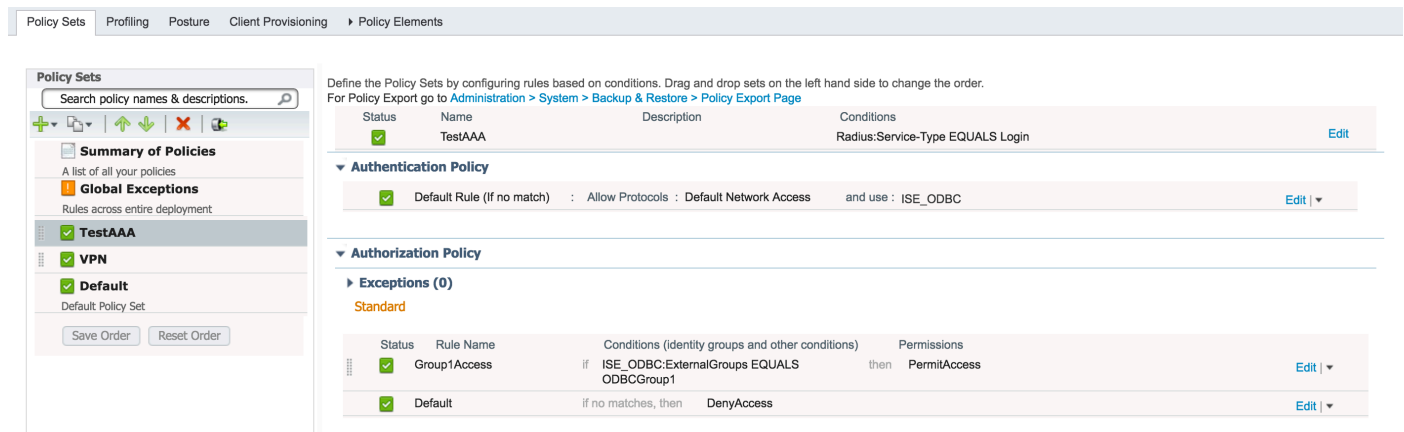 Policy Sets Profiling Posture Client Provisioning Policy Elements
Policy Sets
Search policy names & descriptions.
Summary of Policies
A list of all your policies
Global Exceptions
Rules across entire deployment
TestAAA
VPN
Default
Default Policy Set
Save Order Reset Order
Define the Policy Sets by configuring rules based on conditions. Drag and drop sets on the left hand side to change the order.
For Policy Export go to Administration > System > Backup & Restore > Policy Export Page
Status Name Description Conditions
TestAAA Radius:Service-Type EQUALS Login Edit
Authentication Policy
Default Rule (If no match) : Allow Protocols : Default Network Access and use : ISE_ODBC Edit |
Authorization Policy
Exceptions (0)
Standard
Status Rule Name Conditions (identity groups and other conditions) Permissions
Group1Access if ISE_ODBC:ExternalGroups EQUALS then PermitAccess Edit |
ODBCGroup1
Default if no matches, then DenyAccess Edit |